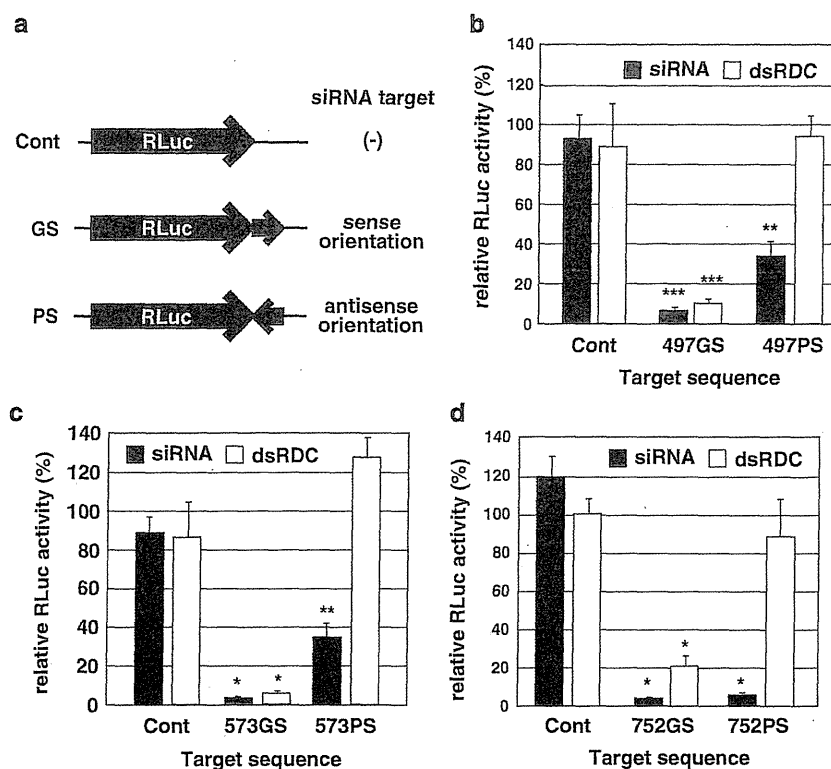 a
siRNA target
Cont RLuc (-)
GS RLuc sense
orientation
PS RLuc antisense
orientation
b
relative RLuc activity (%)
140
120
100
80
60
40
20
0
siRNA dsRDC
*** *** **
Cont 497GS 497PS
Target sequence
c
relative RLuc activity (%)
140
120
100
80
60
40
20
0
siRNA dsRDC
* * **
Cont 573GS 573PS
Target sequence
d
relative RLuc activity (%)
140
120
100
80
60
40
20
0
siRNA dsRDC
* * *
Cont 752GS 752PS
Target sequence